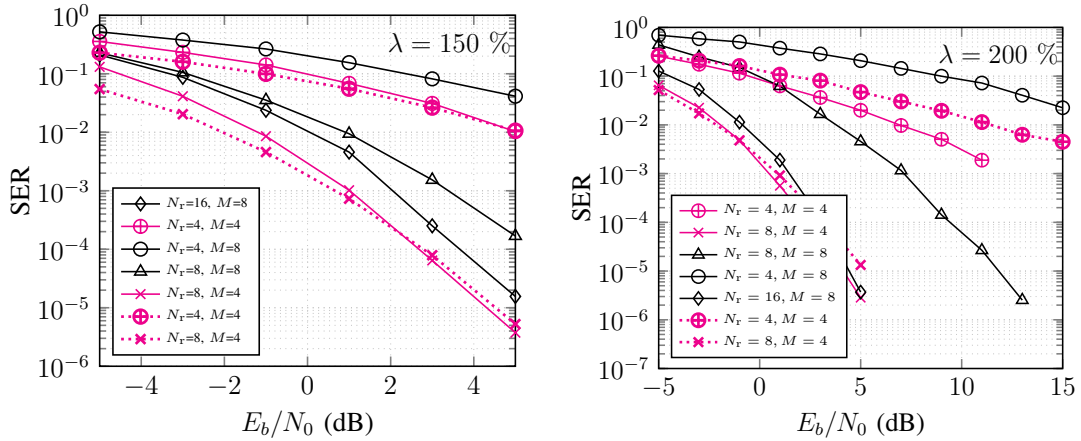 10^0
10^−1
10^−2
10^−3
10^−4
10^−5
10^−6
SER
λ = 150 %
N_r=16, M=8
N_r=4, M=4
N_r=4, M=8
N_r=8, M=8
N_r=8, M=4
N_r=4, M=4
N_r=8, M=4
−4 −2 0 2 4
E_b/N_0 (dB)
10^0
10^−1
10^−2
10^−3
10^−4
10^−5
10^−6
10^−7
SER
λ = 200 %
N_r = 4, M = 4
N_r = 8, M = 4
N_r = 8, M = 8
N_r = 4, M = 8
N_r = 16, M = 8
N_r = 4, M = 4
N_r = 8, M = 4
−5 0 5 10 15
E_b/N_0 (dB)